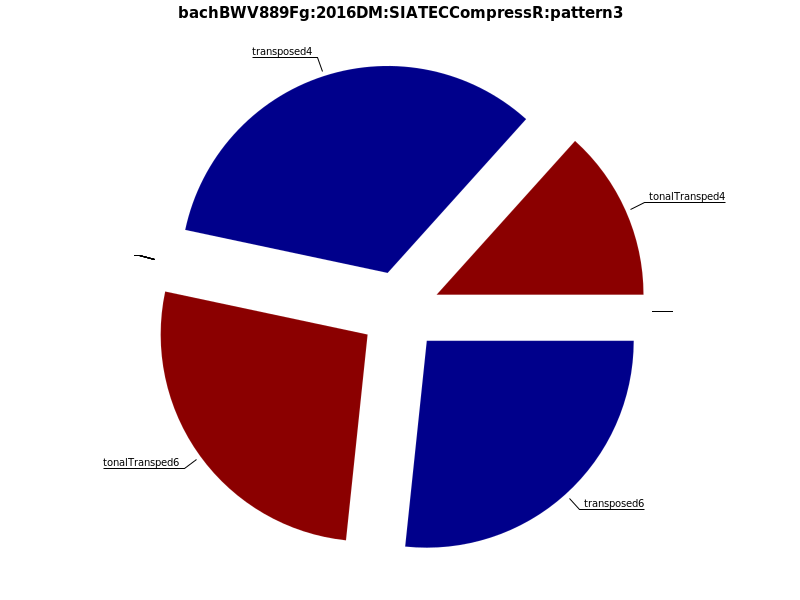 bachBWV889Fg:2016DM:SIATECCompressR:pattern3
transposed4
tonalTransped4
tonalTransped6
transposed6